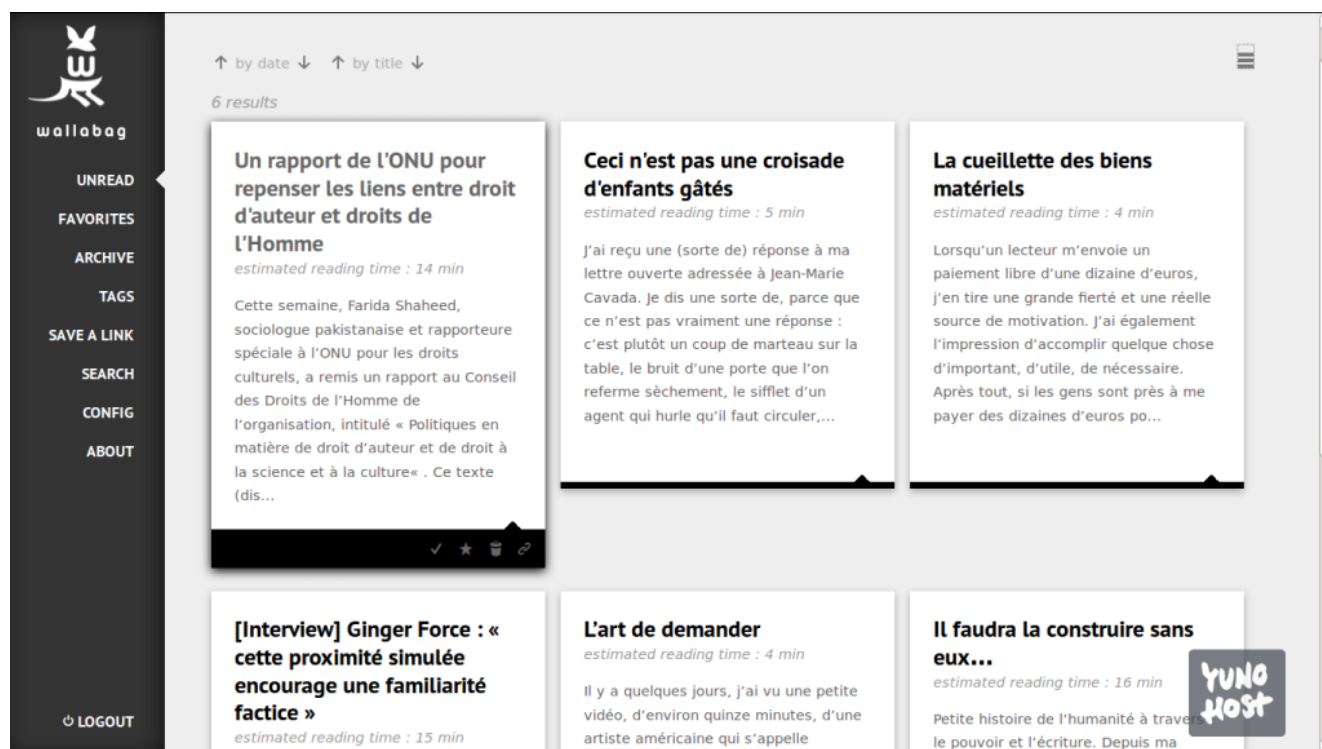 wallabag
UNREAD
FAVORITES
ARCHIVE
TAGS
SAVE A LINK
SEARCH
CONFIG
ABOUT
LOGOUT
by date by title
6 results
Un rapport de l'ONU pour
repenser les liens entre droit
d'auteur et droits de
l'Homme
estimated reading time : 14 min
Cette semaine, Farida Shaheed,
sociologue pakistanaise et rapporteure
spéciale à l’ONU pour les droits
culturels, a remis un rapport au Conseil
des Droits de l’Homme de
l’organisation, intitulé « Politiques en
matière de droit d’auteur et de droit à
la science et à la culture« . Ce texte
(dis...
Ceci n'est pas une croisade
d'enfants gâtés
estimated reading time : 5 min
J’ai reçu une (sorte de) réponse à ma
lettre ouverte adressée à Jean-Marie
Cavada. Je dis une sorte de, parce que
ce n’est pas vraiment une réponse :
c’est plutôt un coup de marteau sur la
table, le bruit d’une porte que l’on
referme sèchement, le sifflet d’un
agent qui hurle qu’il faut circuler,...
La cueillette des biens
matériels
estimated reading time : 4 min
Lorsqu’un lecteur m’envoie un
paiement libre d’une dizaine d’euros,
j’en tire une grande fierté et une réelle
source de motivation. J’ai également
l’impression d’accomplir quelque chose
d’important, d’utile, de nécessaire.
Après tout, si les gens sont près à me
payer des dizaines d’euros po...
[Interview] Ginger Force : «
cette proximité simulée
encourage une familiarité
factice »
estimated reading time : 15 min
L’art de demander
estimated reading time : 4 min
Il y a quelques jours, j’ai vu une petite
vidéo, d’environ quinze minutes, d’une
artiste américaine qui s’appelle
Il faudra la construire sans
eux...
estimated reading time : 16 min
Petite histoire de l’humanité à travers
le pouvoir et l’écriture. Depuis ma
YUNO
HOST